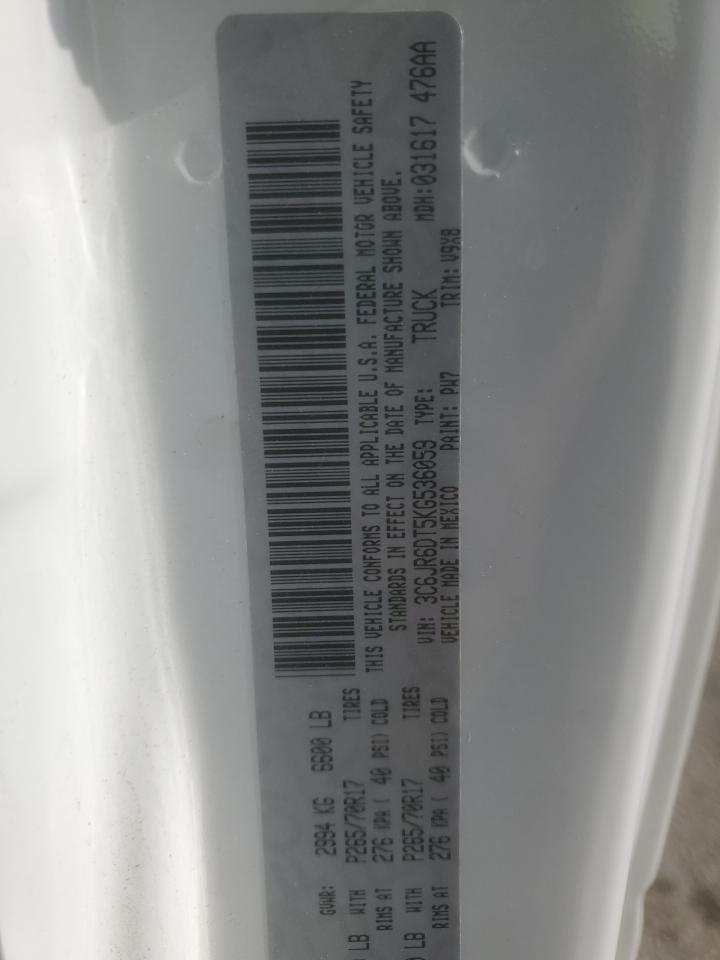 GVWR: 2994 KG 6600 LB
LB WITH P265/70R17 TIRES
RIMS AT 276 KPA ( 40 PSI) COLD
LB WITH P265/70R17 TIRES
RIMS AT 276 KPA ( 40 PSI) COLD
THIS VEHICLE CONFORMS TO ALL APPLICABLE U.S.A. FEDERAL MOTOR VEHICLE SAFETY
STANDARDS IN EFFECT ON THE DATE OF MANUFACTURE SHOWN ABOVE.
VIN: 3C6JR6DT5KG536059 TYPE: TRUCK MDH:031617 476AA
VEHICLE MADE IN MEXICO PAINT: PW7 TRIM: V9X8